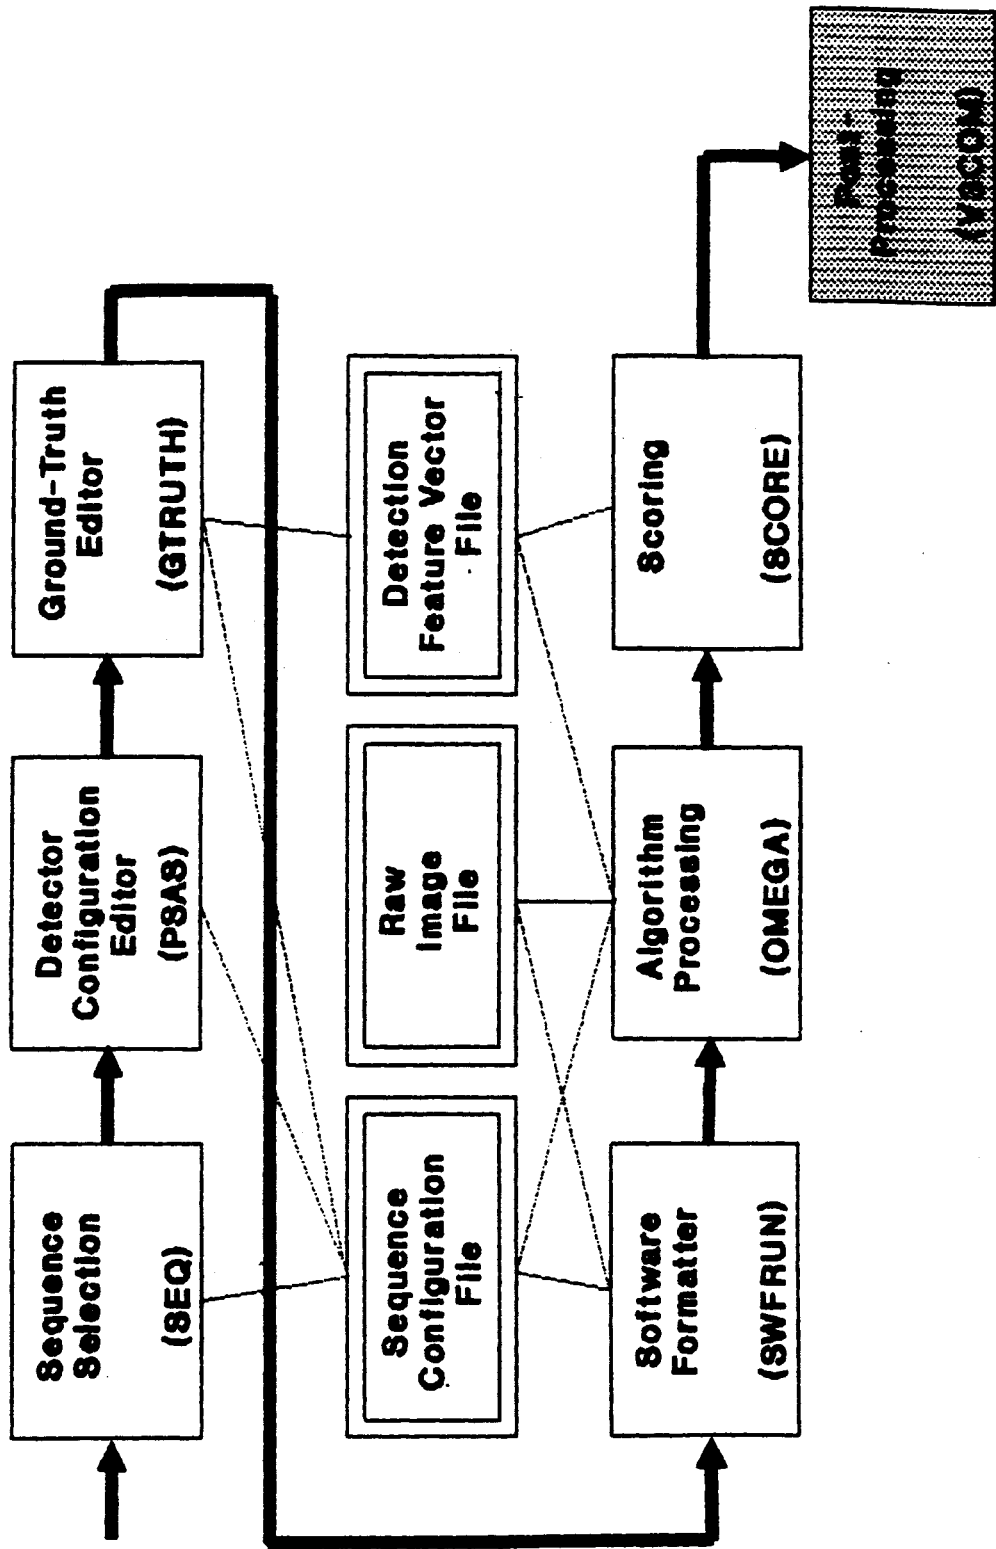 Sequence
Selection
(SEQ)
Detector
Configuration
Editor
(PSAS)
Ground-Truth
Editor
(GTRUTH)
Sequence
Configuration
File
Raw
Image
File
Detection
Feature Vector
File
Software
Formatter
(SWFRUN)
Algorithm
Processing
(OMEGA)
Scoring
(SCORE)
Post-
Processing
(VSCOM)